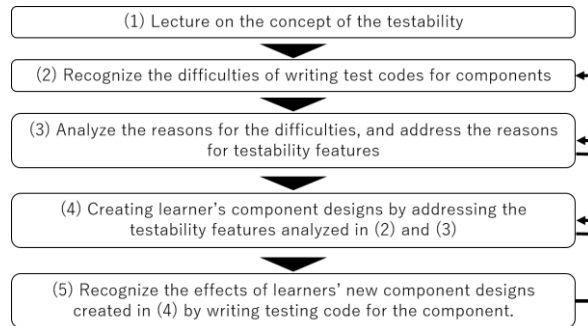 (1) Lecture on the concept of the testability
(2) Recognize the difficulties of writing test codes for components
(3) Analyze the reasons for the difficulties, and address the reasons
for testability features
(4) Creating learner's component designs by addressing the
testability features analyzed in (2) and (3)
(5) Recognize the effects of learners' new component designs
created in (4) by writing testing code for the component.